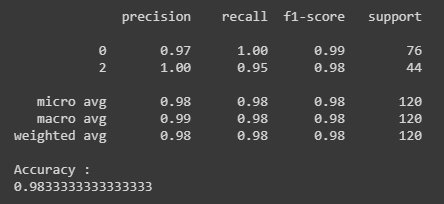 precision recall f1-score support
0 0.97 1.00 0.99 76
2 1.00 0.95 0.98 44
micro avg 0.98 0.98 0.98 120
macro avg 0.99 0.98 0.98 120
weighted avg 0.98 0.98 0.98 120
Accuracy :
0.9833333333333333